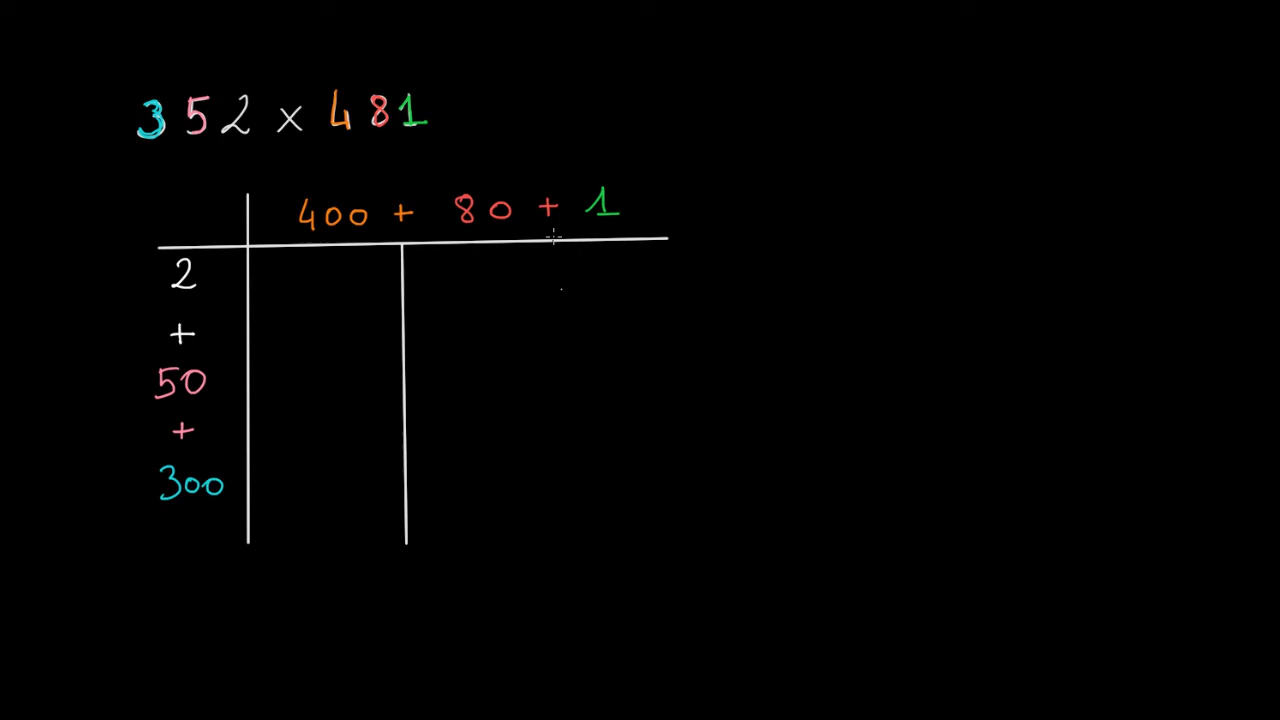 352 × 481
400 + 80 + 1
2
+
50
+
300